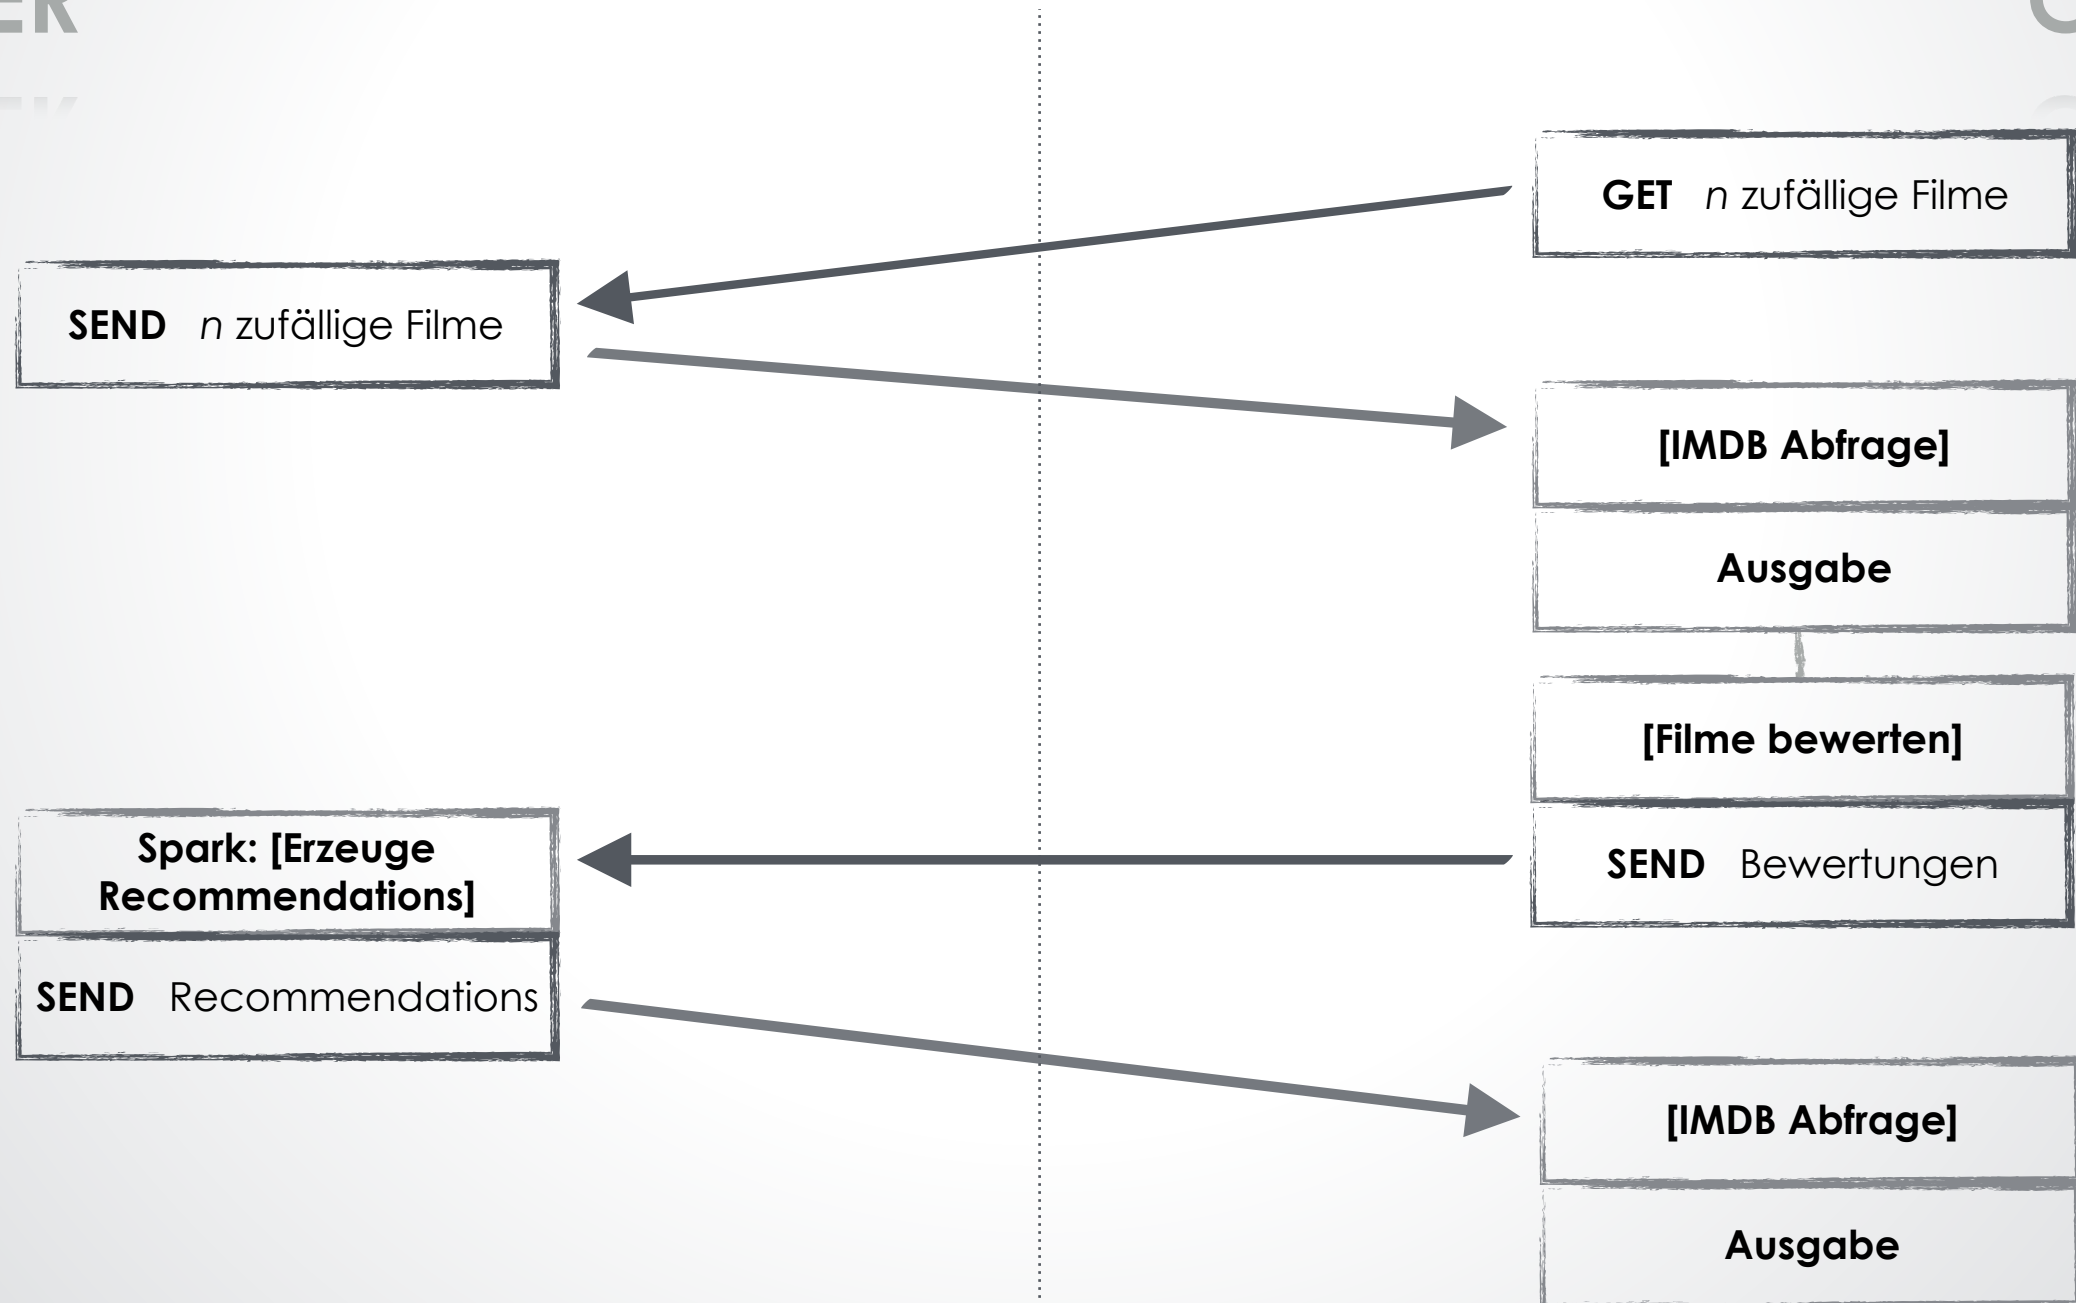 ER
GET n zufällige Filme
SEND n zufällige Filme
[IMDB Abfrage]
Ausgabe
[Filme bewerten]
Spark: [Erzeuge
Recommendations]
SEND Bewertungen
SEND Recommendations
[IMDB Abfrage]
Ausgabe